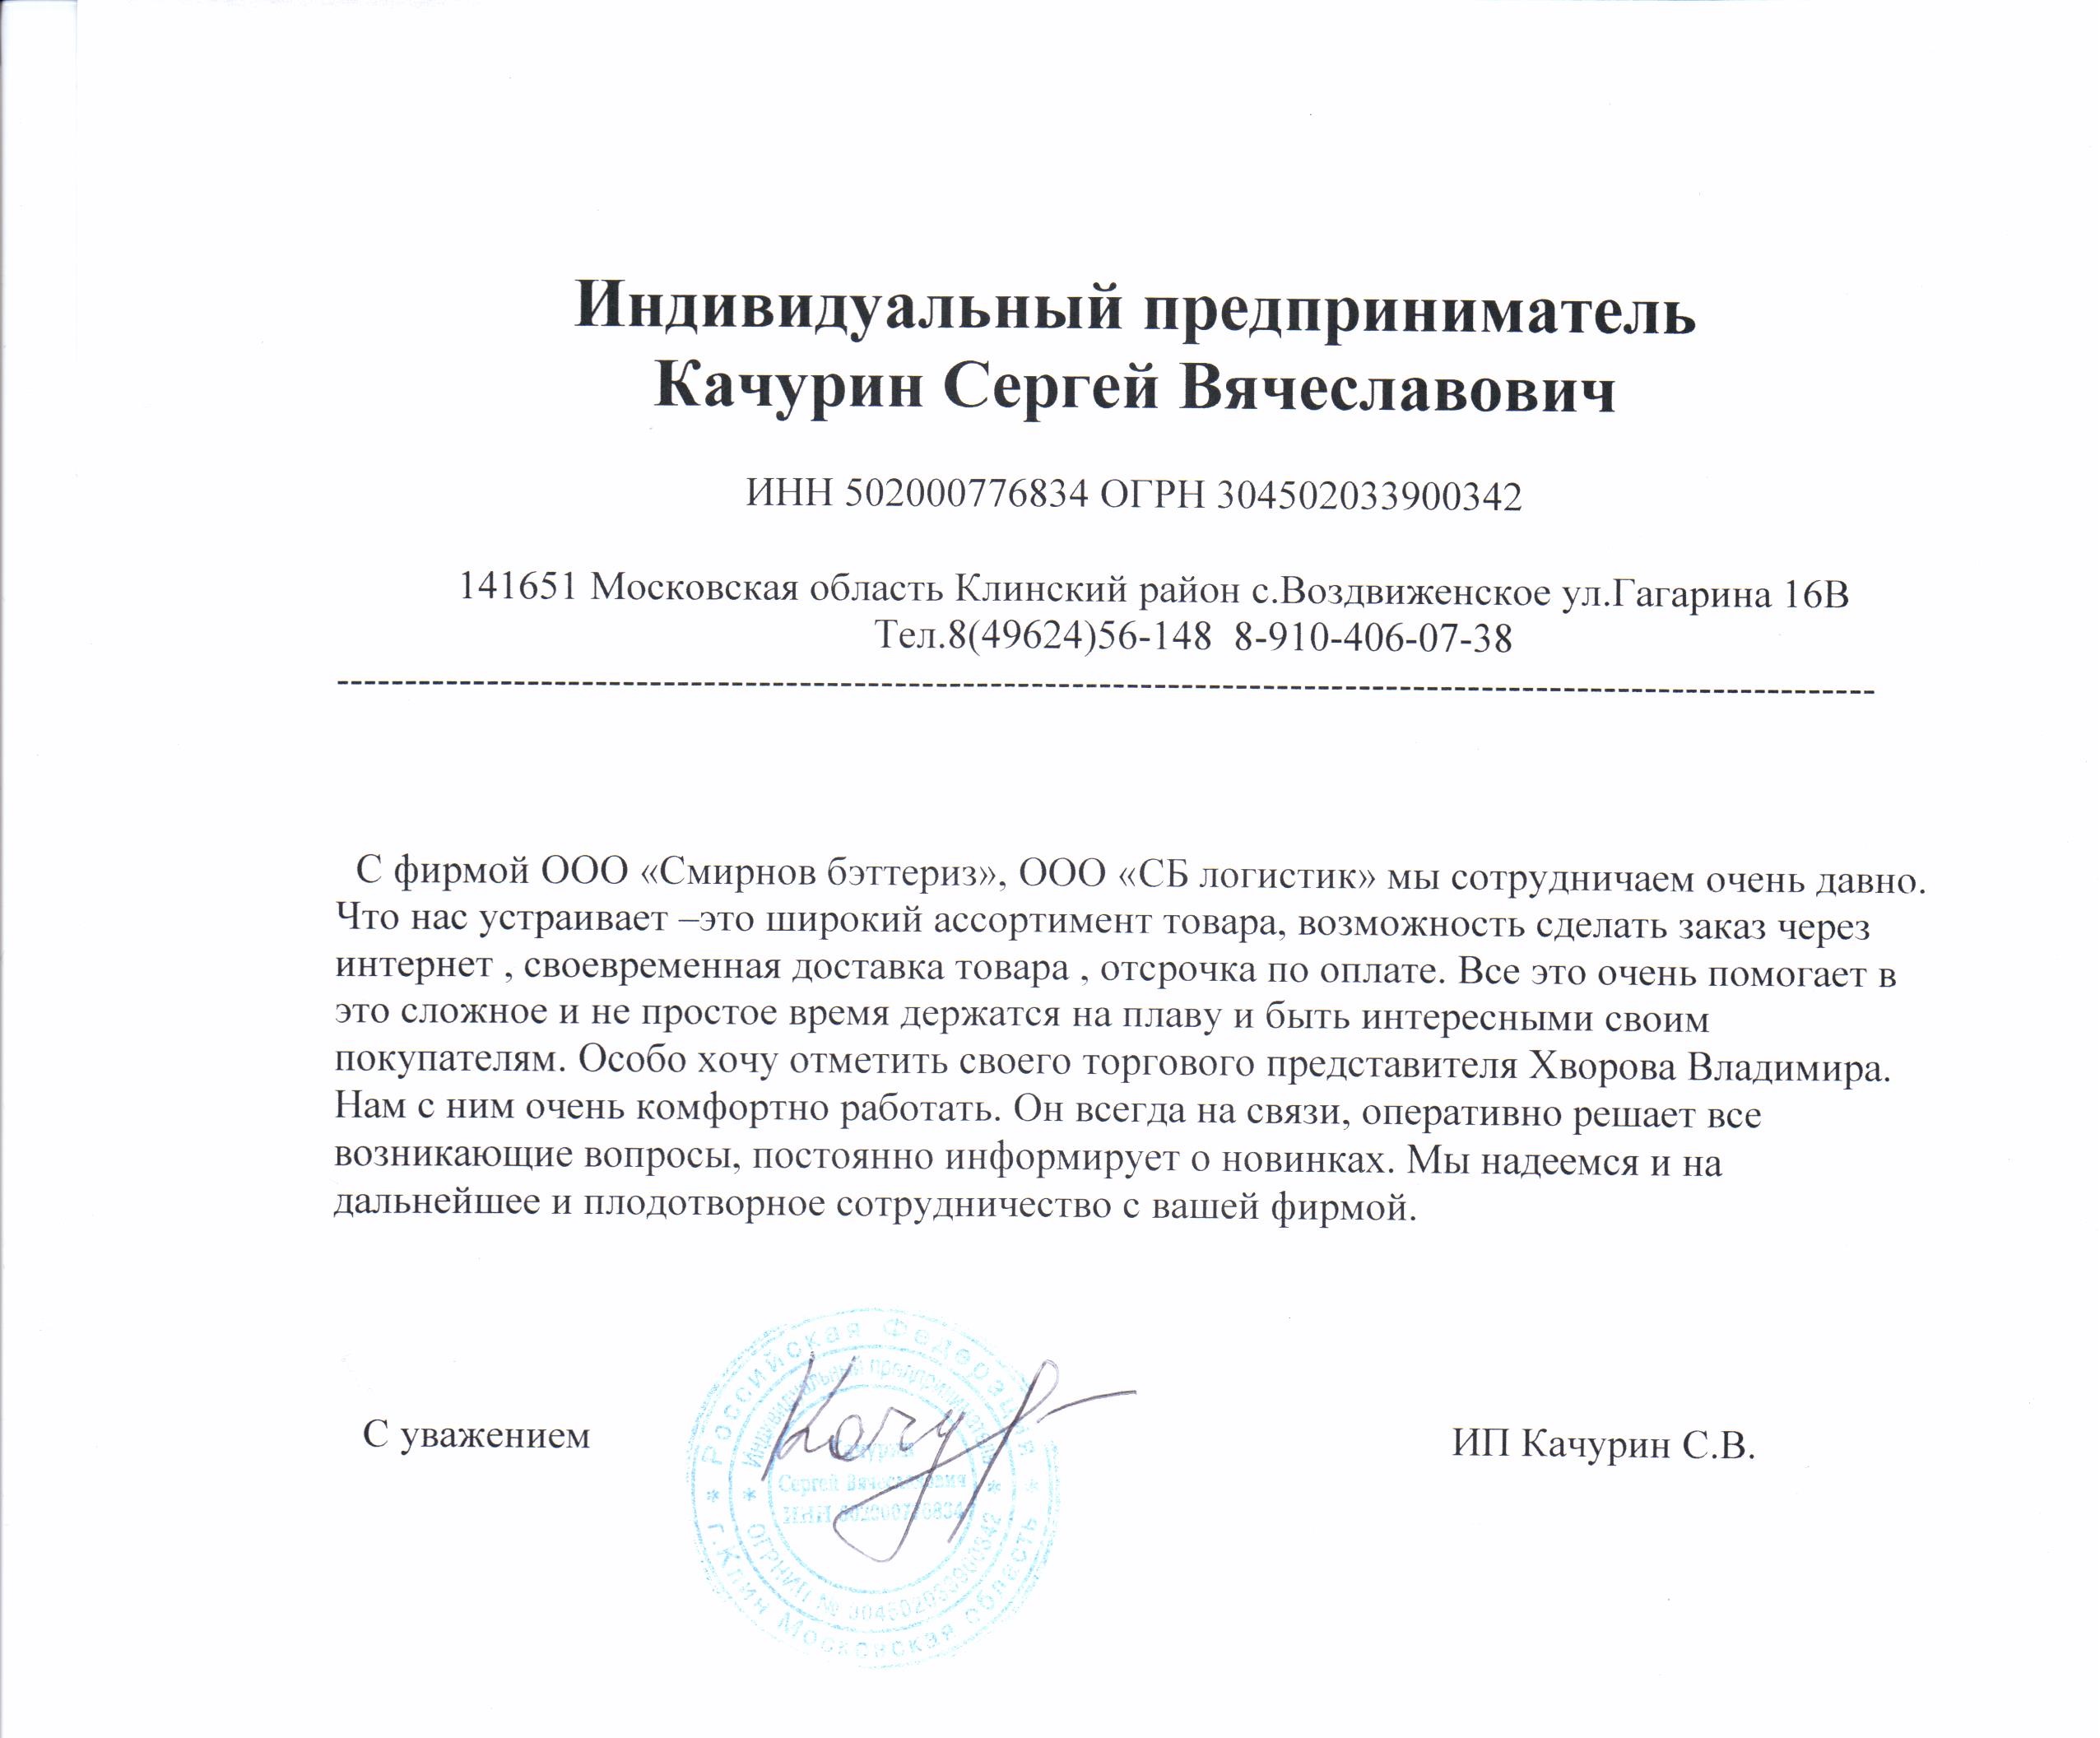 Индивидуальный предприниматель
Качурин Сергей Вячеславович
ИНН 502000776834 ОГРН 304502033900342
141651 Московская область Клинский район с.Воздвиженское ул.Гагарина 16В
Тел.8(49624)56-148  8-910-406-07-38
С фирмой ООО «Смирнов бэттериз», ООО «СБ логистик» мы сотрудничаем очень давно.
Что нас устраивает –это широкий ассортимент товара, возможность сделать заказ через
интернет , своевременная доставка товара , отсрочка по оплате. Все это очень помогает в
это сложное и не простое время держатся на плаву и быть интересными своим
покупателям. Особо хочу отметить своего торгового представителя Хворова Владимира.
Нам с ним очень комфортно работать. Он всегда на связи, оперативно решает все
возникающие вопросы, постоянно информирует о новинках. Мы надеемся и на
дальнейшее и плодотворное сотрудничество с вашей фирмой.
С уважением
ИП Качурин С.В.
Российская Федерация
Индивидуальный предприниматель
Качурин
Сергей Вячеславович
ИНН 502000776834
ОГРНИП № 304502033900342
г.Клин Московская область